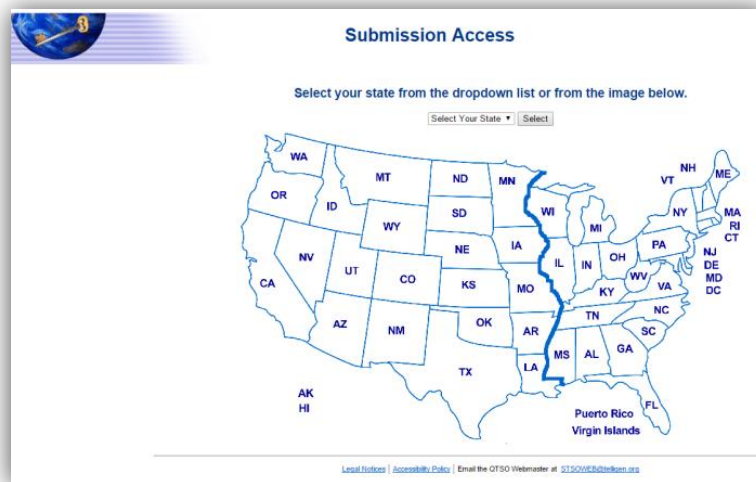 Submission Access
Select your state from the dropdown list or from the image below.
Select Your State Select
WA
MT
ND
MN
OR
ID
WY
SD
WI
MI
NY
VT
NH
ME
MA
RI
CT
NV
UT
CO
NE
KS
IA
MO
IL
IN
OH
PA
NJ
DE
MD
DC
CA
AZ
NM
OK
AR
KY
WV
VA
TN
NC
SC
TX
LA
MS
AL
GA
FL
AK
HI
Puerto Rico
Virgin Islands
Legal Notices | Accessibility Policy | Email the QTSO Webmaster at STSOWEB@telligen.org